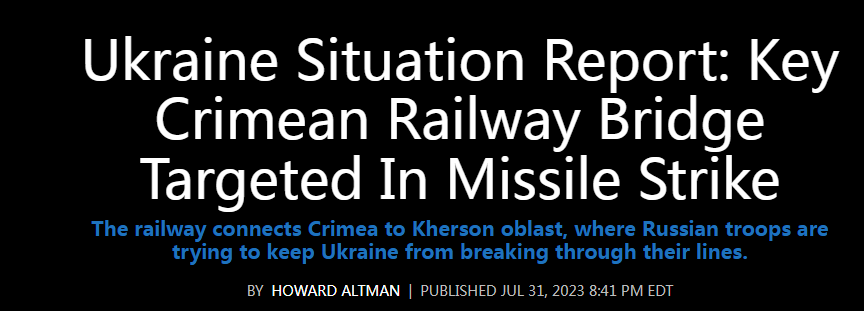 Ukraine Situation Report: Key
Crimean Railway Bridge
Targeted In Missile Strike
The railway connects Crimea to Kherson oblast, where Russian troops are
trying to keep Ukraine from breaking through their lines.
BY HOWARD ALTMAN | PUBLISHED JUL 31, 2023 8:41 PM EDT